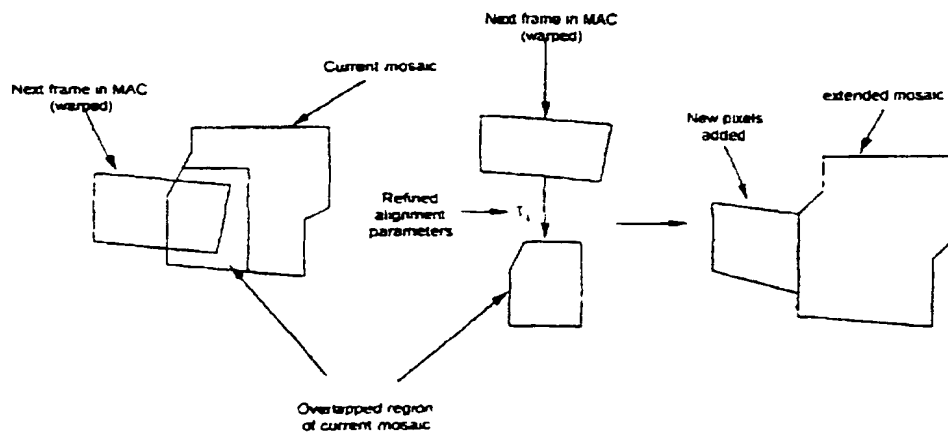 Next frame in MAC
(warped)
Current mosaic
Next frame in MAC
(warped)
extended mosaic
New pixels
added
Refined
alignment
parameters
T_i
Overlapped region
of current mosaic